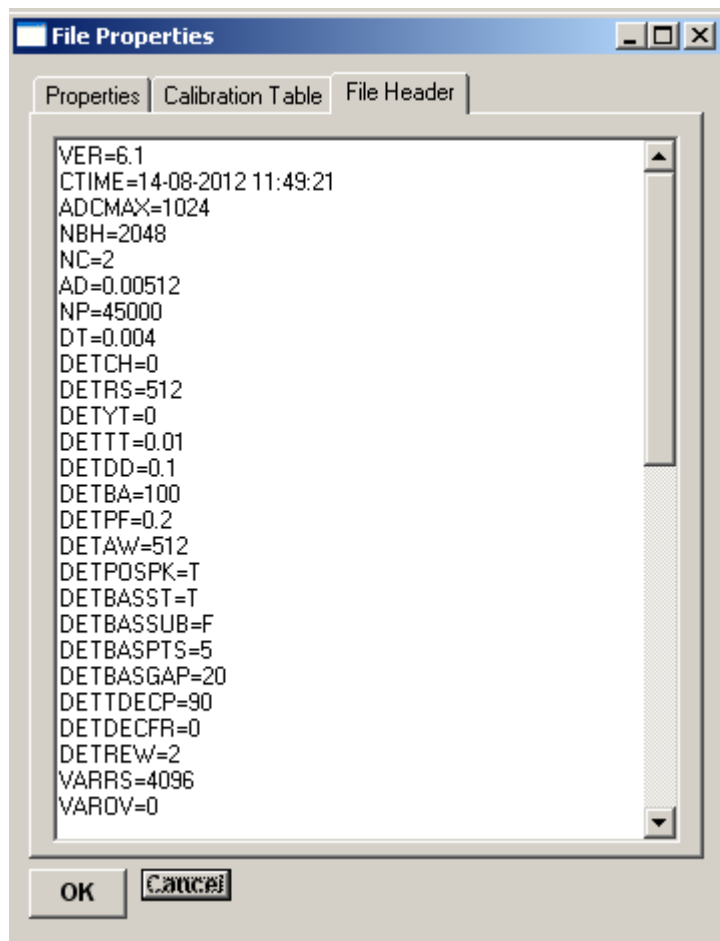 File Properties
Properties Calibration Table File Header
VER=6.1
CTIME=14-08-2012 11:49:21
ADCMAX=1024
NBH=2048
NC=2
AD=0.00512
NP=45000
DT=0.004
DETCH=0
DETRS=512
DETYT=0
DETTT=0.01
DETDD=0.1
DETBA=100
DETPF=0.2
DETAW=512
DETPOSPK=T
DETBASST=T
DETBASSUB=F
DETBASPTS=5
DETBASGAP=20
DETTDECP=90
DETDECFR=0
DETREW=2
VARRS=4096
VAROV=0
OK Cancel